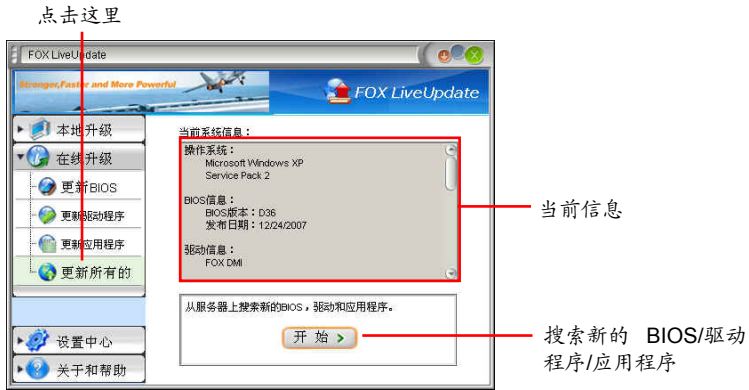 点击这里
FOX LiveUpdate
Stronger,Faster and More Powerful
FOX LiveUpdate
本地升级
在线升级
更新BIOS
更新驱动程序
更新应用程序
更新所有的
设置中心
关于和帮助
当前系统信息：
操作系统：
Microsoft Windows XP
Service Pack 2
BIOS信息：
BIOS版本：D36
发布日期：12/24/2007
驱动信息：
FOX DMI
从服务器上搜索新的BIOS，驱动和应用程序。
开 始
当前信息
搜索新的 BIOS/驱动
程序/应用程序